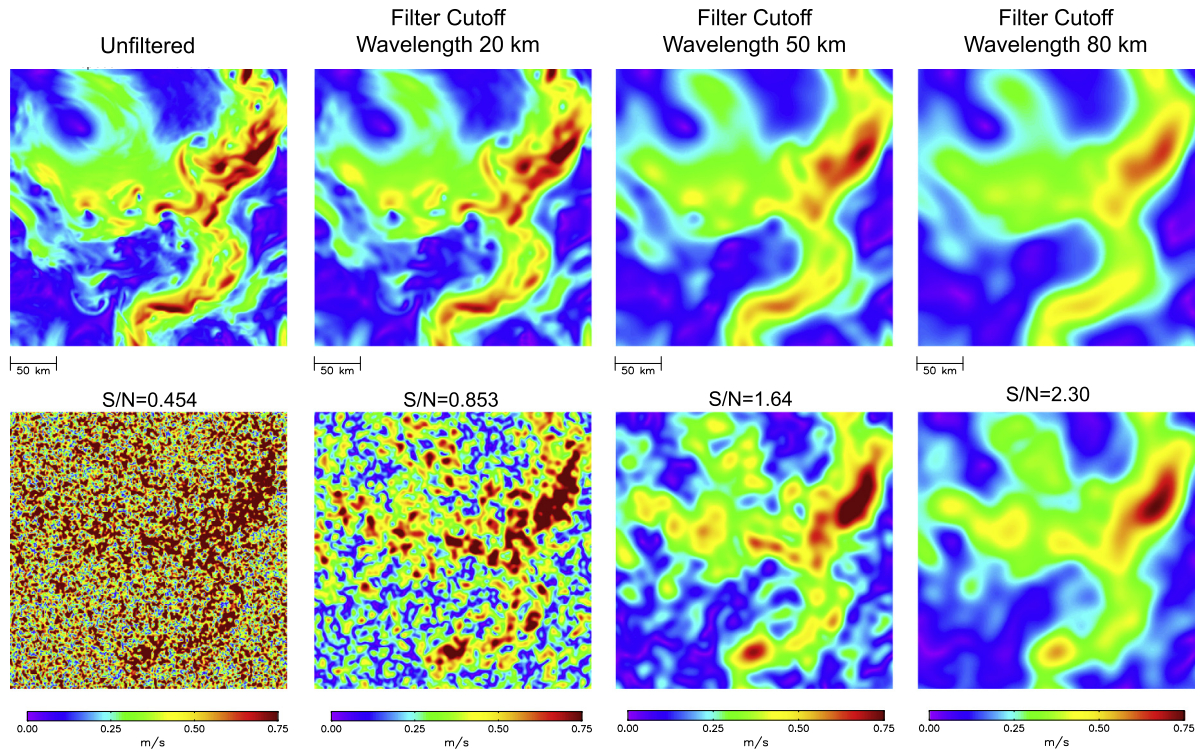 Unfiltered
Filter Cutoff
Wavelength 20 km
Filter Cutoff
Wavelength 50 km
Filter Cutoff
Wavelength 80 km
50 km
50 km
50 km
50 km
S/N=0.454
S/N=0.853
S/N=1.64
S/N=2.30
0.00 0.25 0.50 0.75
m/s
0.00 0.25 0.50 0.75
m/s
0.00 0.25 0.50 0.75
m/s
0.00 0.25 0.50 0.75
m/s